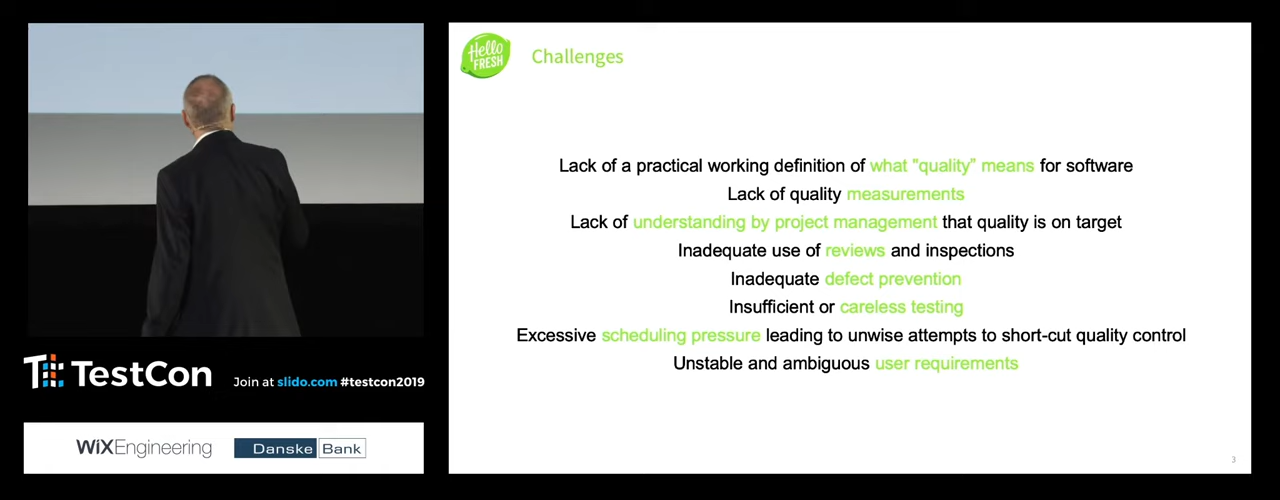 Hello
FRESH
Challenges
Lack of a practical working definition of what “quality” means for software
Lack of quality measurements
Lack of understanding by project management that quality is on target
Inadequate use of reviews and inspections
Inadequate defect prevention
Insufficient or careless testing
Excessive scheduling pressure leading to unwise attempts to short-cut quality control
Unstable and ambiguous user requirements
3
TestCon
Join at slido.com #testcon2019
WiXEngineering
Danske Bank